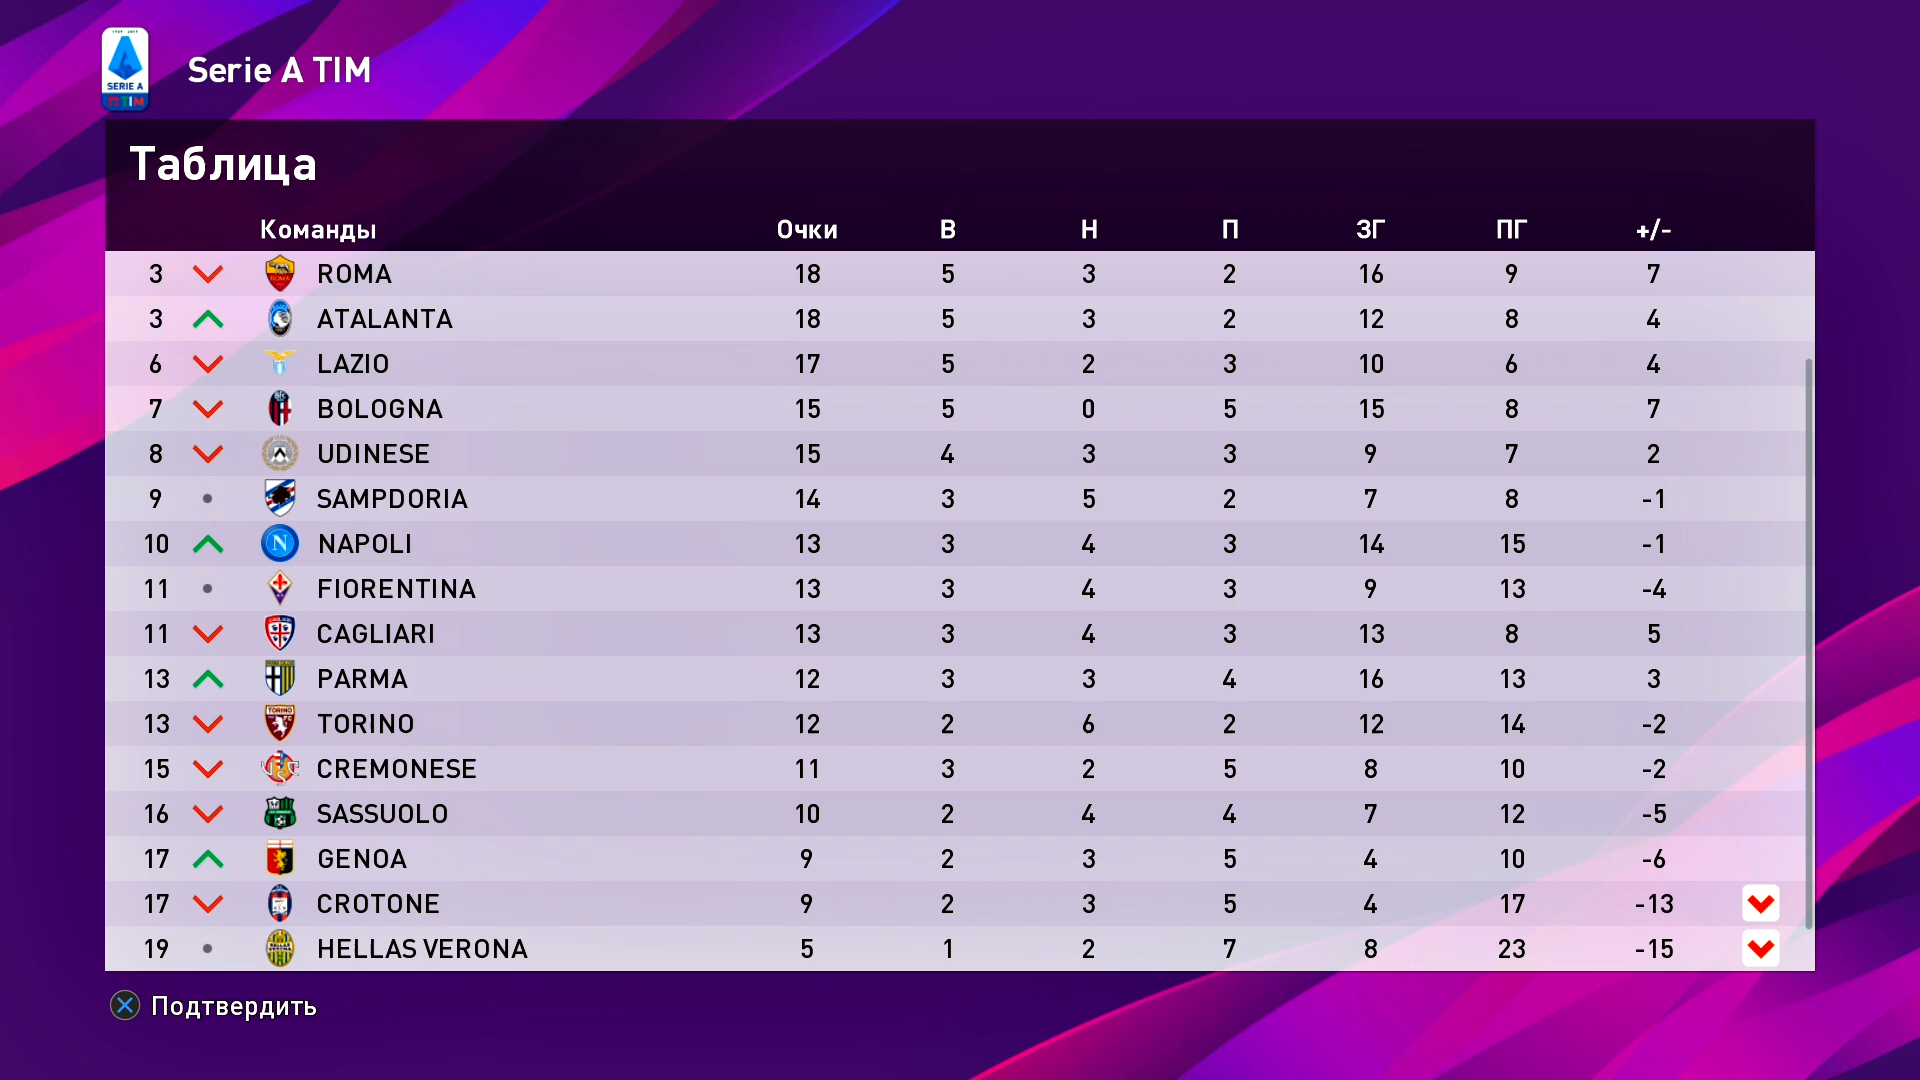 SERIE A
TIM
Serie A TIM
Таблица
Команды Очки В Н П ЗГ ПГ +/-
3 ROMA 18 5 3 2 16 9 7
3 ATALANTA 18 5 3 2 12 8 4
6 LAZIO 17 5 2 3 10 6 4
7 BOLOGNA 15 5 0 5 15 8 7
8 UDINESE 15 4 3 3 9 7 2
9 SAMPDORIA 14 3 5 2 7 8 -1
10 NAPOLI 13 3 4 3 14 15 -1
11 FIORENTINA 13 3 4 3 9 13 -4
11 CAGLIARI 13 3 4 3 13 8 5
13 PARMA 12 3 3 4 16 13 3
13 TORINO 12 2 6 2 12 14 -2
15 CREMONESE 11 3 2 5 8 10 -2
16 SASSUOLO 10 2 4 4 7 12 -5
17 GENOA 9 2 3 5 4 10 -6
17 CROTONE 9 2 3 5 4 17 -13
19 HELLAS VERONA 5 1 2 7 8 23 -15
Подтвердить